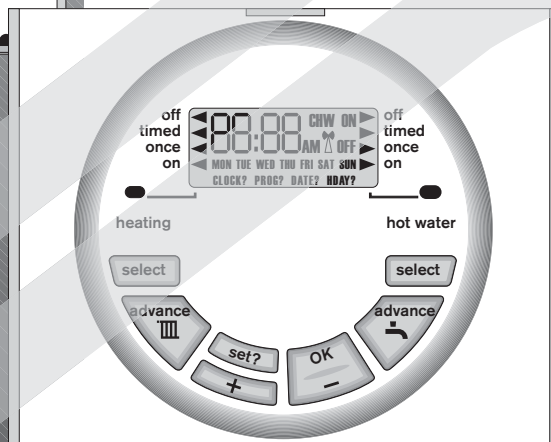 off 88:88 CHW ON off
timed timed
once AM OFF once
on MON TUE WED THU FRI SAT SUN on
CLOCK? PROG? DATE? HDAY?
heating hot water
select select
advance advance
set? OK
+ −